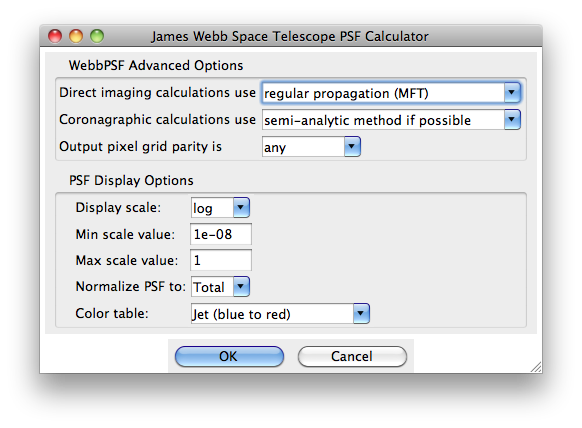 James Webb Space Telescope PSF Calculator
WebbPSF Advanced Options
Direct imaging calculations use regular propagation (MFT)
Coronagraphic calculations use semi-analytic method if possible
Output pixel grid parity is any
PSF Display Options
Display scale: log
Min scale value: 1e-08
Max scale value: 1
Normalize PSF to: Total
Color table: Jet (blue to red)
OK Cancel